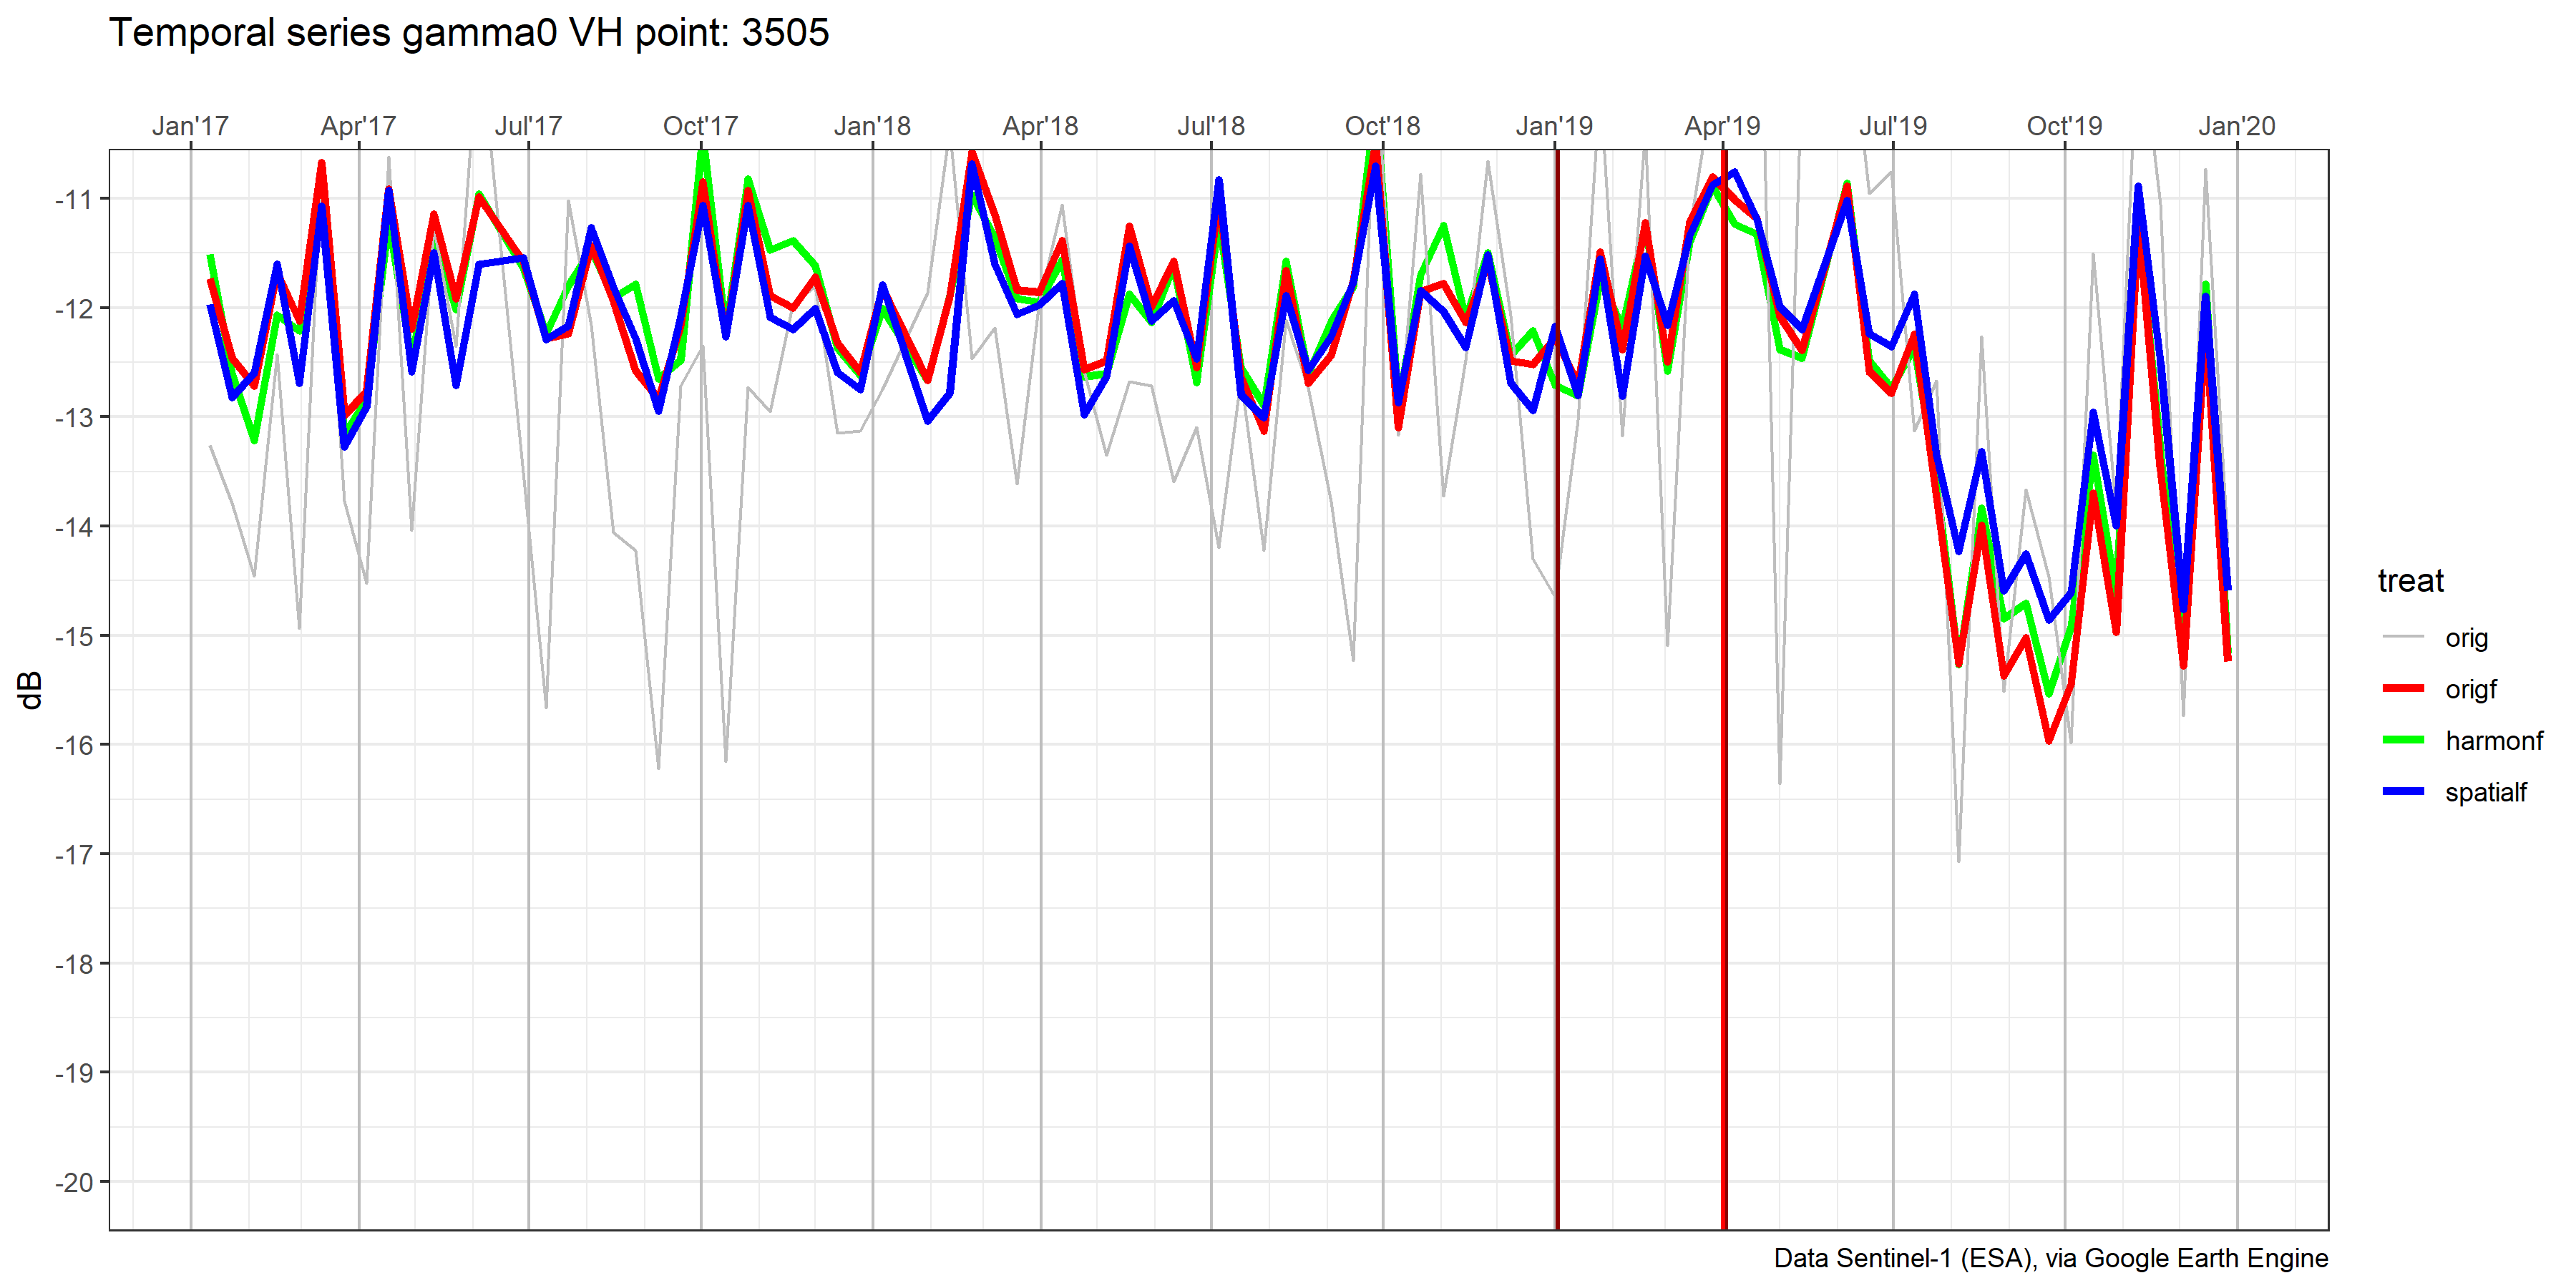 Temporal series gamma0 VH point: 3505
Jan'17 Apr'17 Jul'17 Oct'17 Jan'18 Apr'18 Jul'18 Oct'18 Jan'19 Apr'19 Jul'19 Oct'19 Jan'20
-11
-12
-13
-14
-15
-16
-17
-18
-19
-20
dB
treat
orig
origf
harmonf
spatialf
Data Sentinel-1 (ESA), via Google Earth Engine